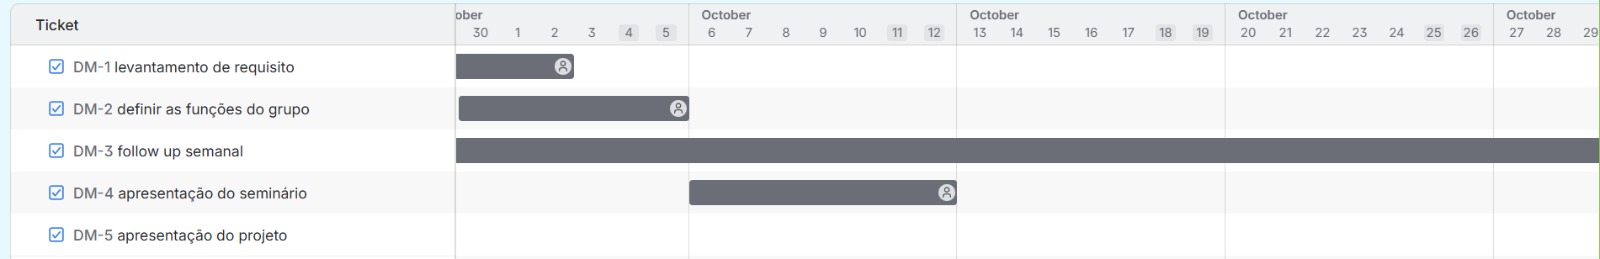 Ticket
ober October October October October
30 1 2 3 4 5 6 7 8 9 10 11 12 13 14 15 16 17 18 19 20 21 22 23 24 25 26 27 28 29
DM-1 levantamento de requisito
DM-2 definir as funções do grupo
DM-3 follow up semanal
DM-4 apresentação do seminário
DM-5 apresentação do projeto